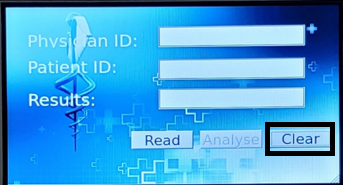 Physician ID:
Patient ID:
Results:
Read Analyse Clear